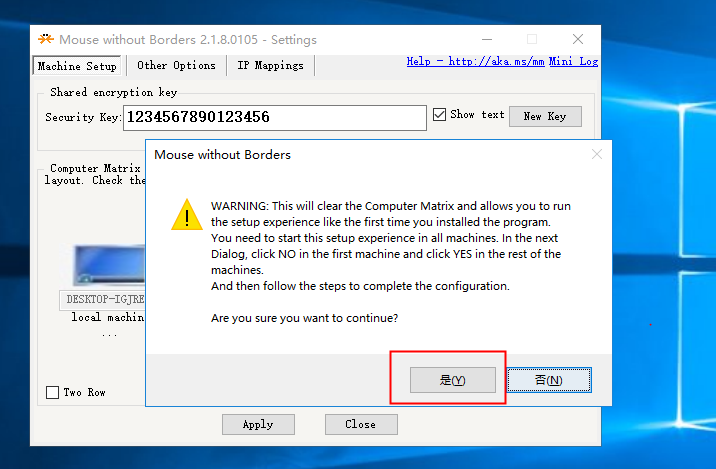 Mouse without Borders 2.1.8.0105 - Settings
Machine Setup Other Options IP Mappings Help - http://aka.ms/mm Mini Log
Shared encryption key
Security Key: 1234567890123456 Show text New Key
Mouse without Borders
Computer Matrix
layout. Check the
WARNING: This will clear the Computer Matrix and allows you to run
the setup experience like the first time you installed the program.
You need to start this setup experience in all machines. In the next
Dialog, click NO in the first machine and click YES in the rest of the
machines.
And then follow the steps to complete the configuration.
Are you sure you want to continue?
DESKTOP-IGJRE
local machin
...
是(Y) 否(N)
Two Row
Apply Close